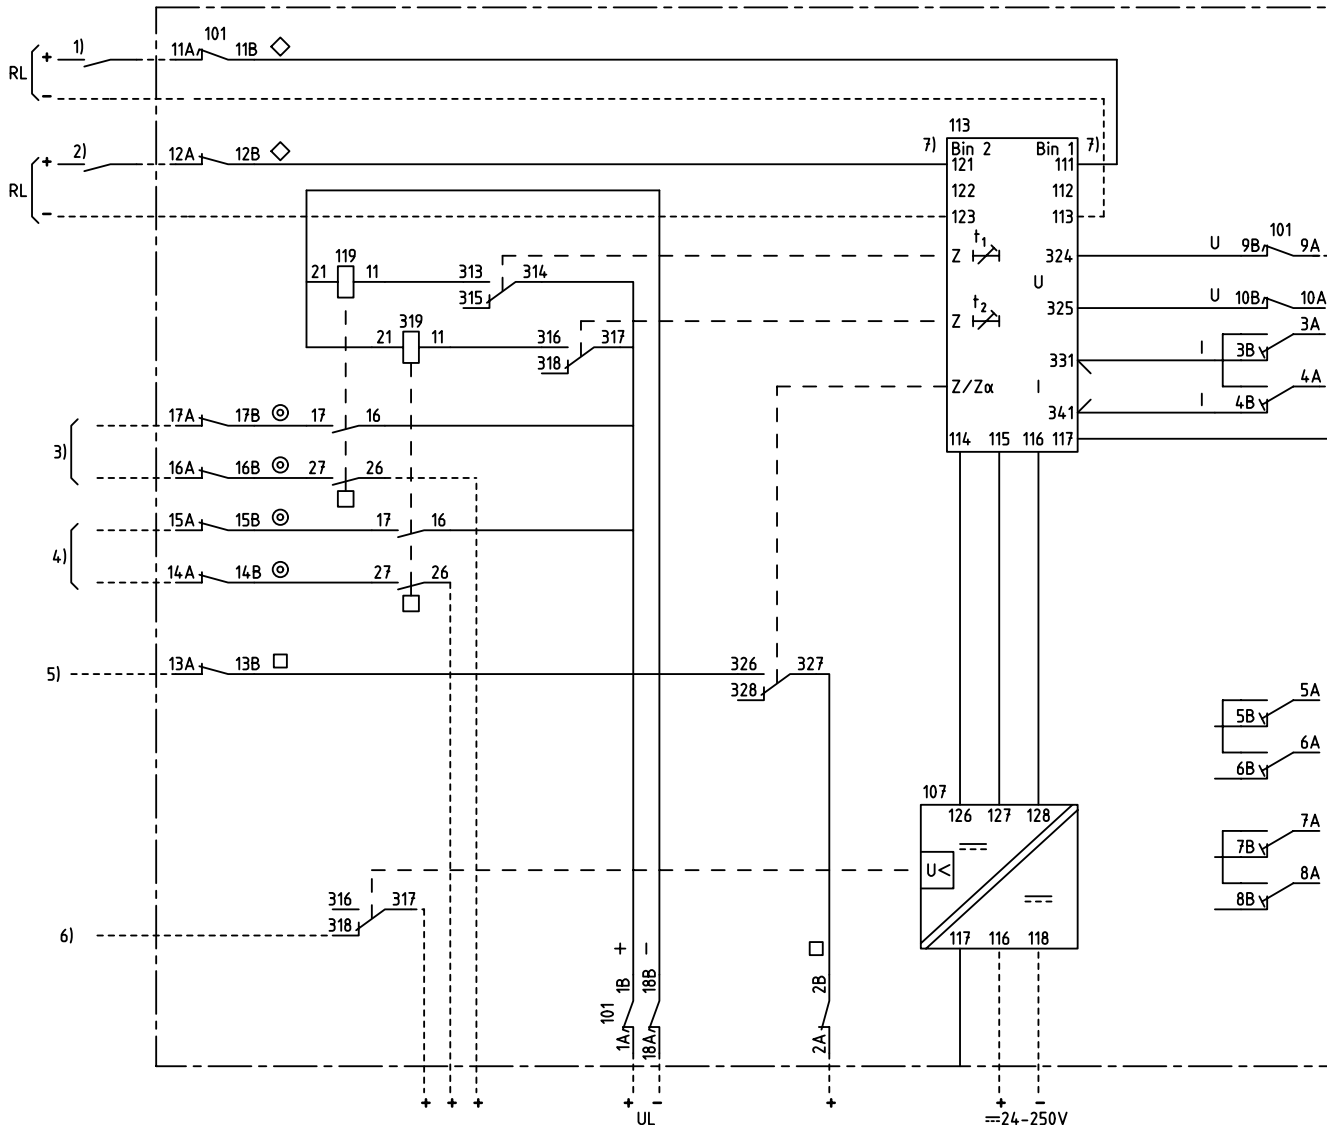 101
1) 11A 11B
RL + -
113
7) Bin 2 Bin 1 7)
2) 12A 12B 121 111
RL + 122 112
- 123 113
101
119 313 314 Z t1 324 U 9B 9A
21 11 315 U
319 Z t2 325 U 10B 10A
21 11 316 317 3A
318 331 I 3B
Z/Zα I 4A
17A 17B 17 16 341 I 4B
3) 114 115 116 117
16A 16B 27 26
15A 15B 17 16
4)
14A 14B 27 26
5) 13A 13B 326 327
328 5A
5B
6A
6B
107
126 127 128 7A
7B
U< 8A
316 317 8B
6) 318
117 116 118
+ -
1B 18B 2B
101
1A 18A 2A
+ + + + - + + -
UL 24-250V